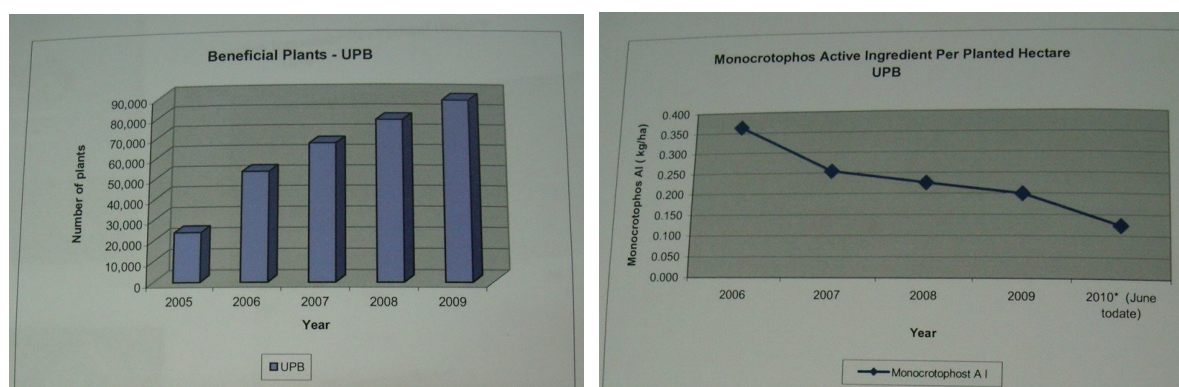 Beneficial Plants - UPB
90,000
80,000
70,000
60,000
50,000
40,000
30,000
20,000
10,000
0
Number of plants
2005 2006 2007 2008 2009
Year
UPB
Monocrotophos Active Ingredient Per Planted Hectare
UPB
0.400
0.350
0.300
0.250
0.200
0.150
0.100
0.050
0.000
Monocrotophos AI ( kg/ha)
2006 2007 2008 2009 2010* (June
todate)
Year
Monocrotophost A I